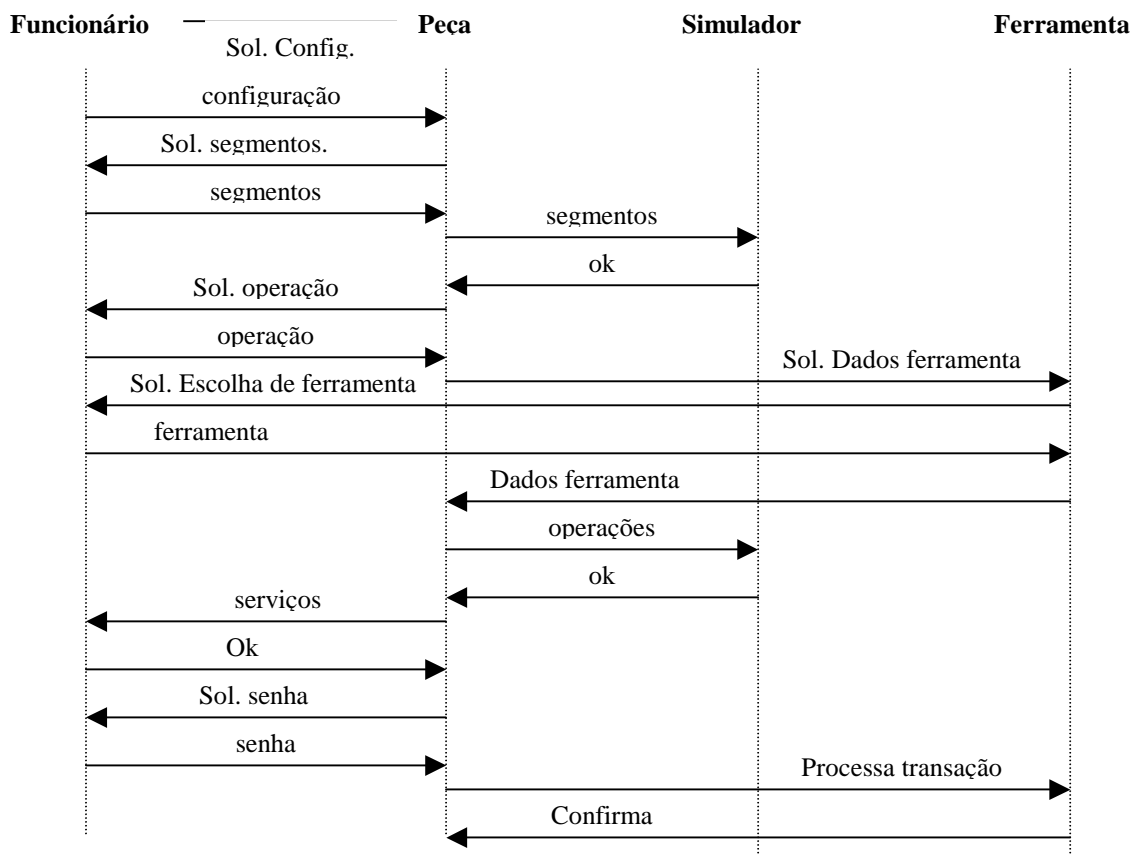 Funcionário Peça Simulador Ferramenta
Sol. Config.
configuração
Sol. segmentos.
segmentos
segmentos
ok
Sol. operação
operação
Sol. Dados ferramenta
Sol. Escolha de ferramenta
ferramenta
Dados ferramenta
operações
ok
serviços
Ok
Sol. senha
senha
Processa transação
Confirma